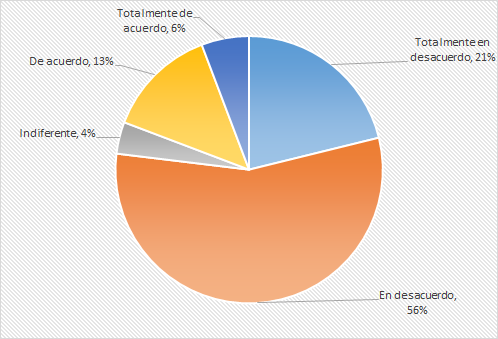 Totalmente de
acuerdo, 6%
Totalmente en
desacuerdo, 21%
De acuerdo, 13%
Indiferente, 4%
En desacuerdo,
56%